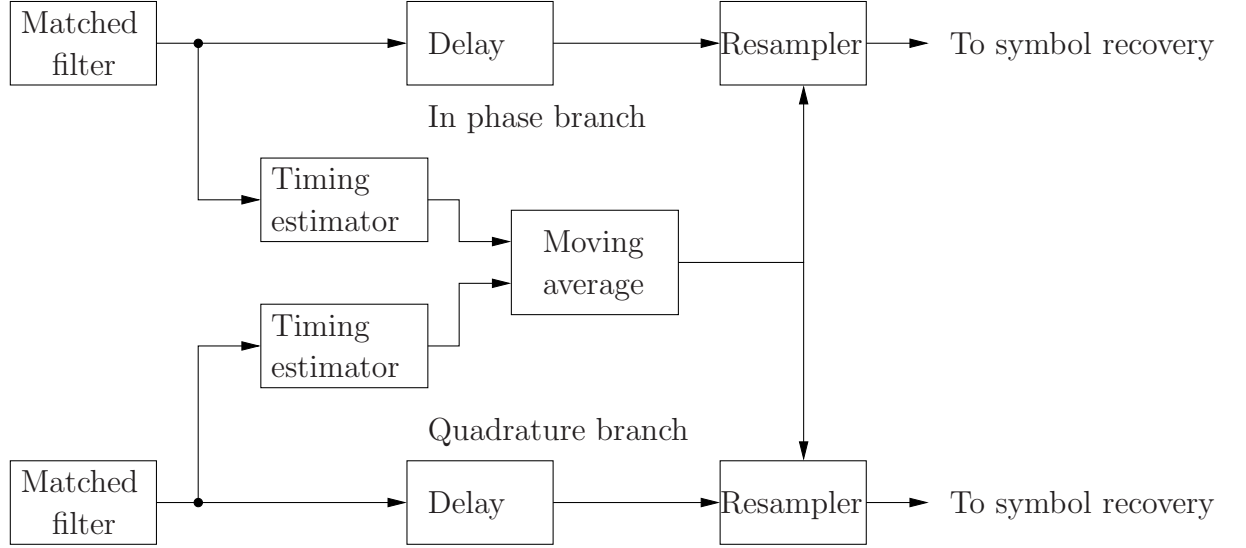 Matched
filter
Delay
Resampler
To symbol recovery
In phase branch
Timing
estimator
Moving
average
Timing
estimator
Quadrature branch
Matched
filter
Delay
Resampler
To symbol recovery